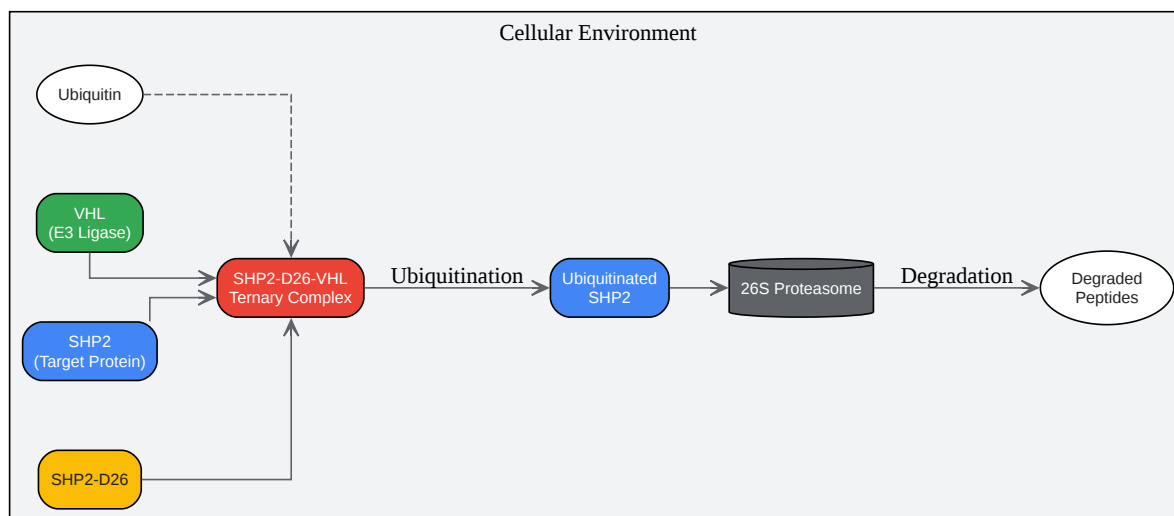 Cellular Environment
Ubiquitin
VHL
(E3 Ligase)
SHP2
(Target Protein)
SHP2-D26
SHP2-D26-VHL
Ternary Complex
Ubiquitination
Ubiquitinated
SHP2
26S Proteasome
Degradation
Degraded
Peptides